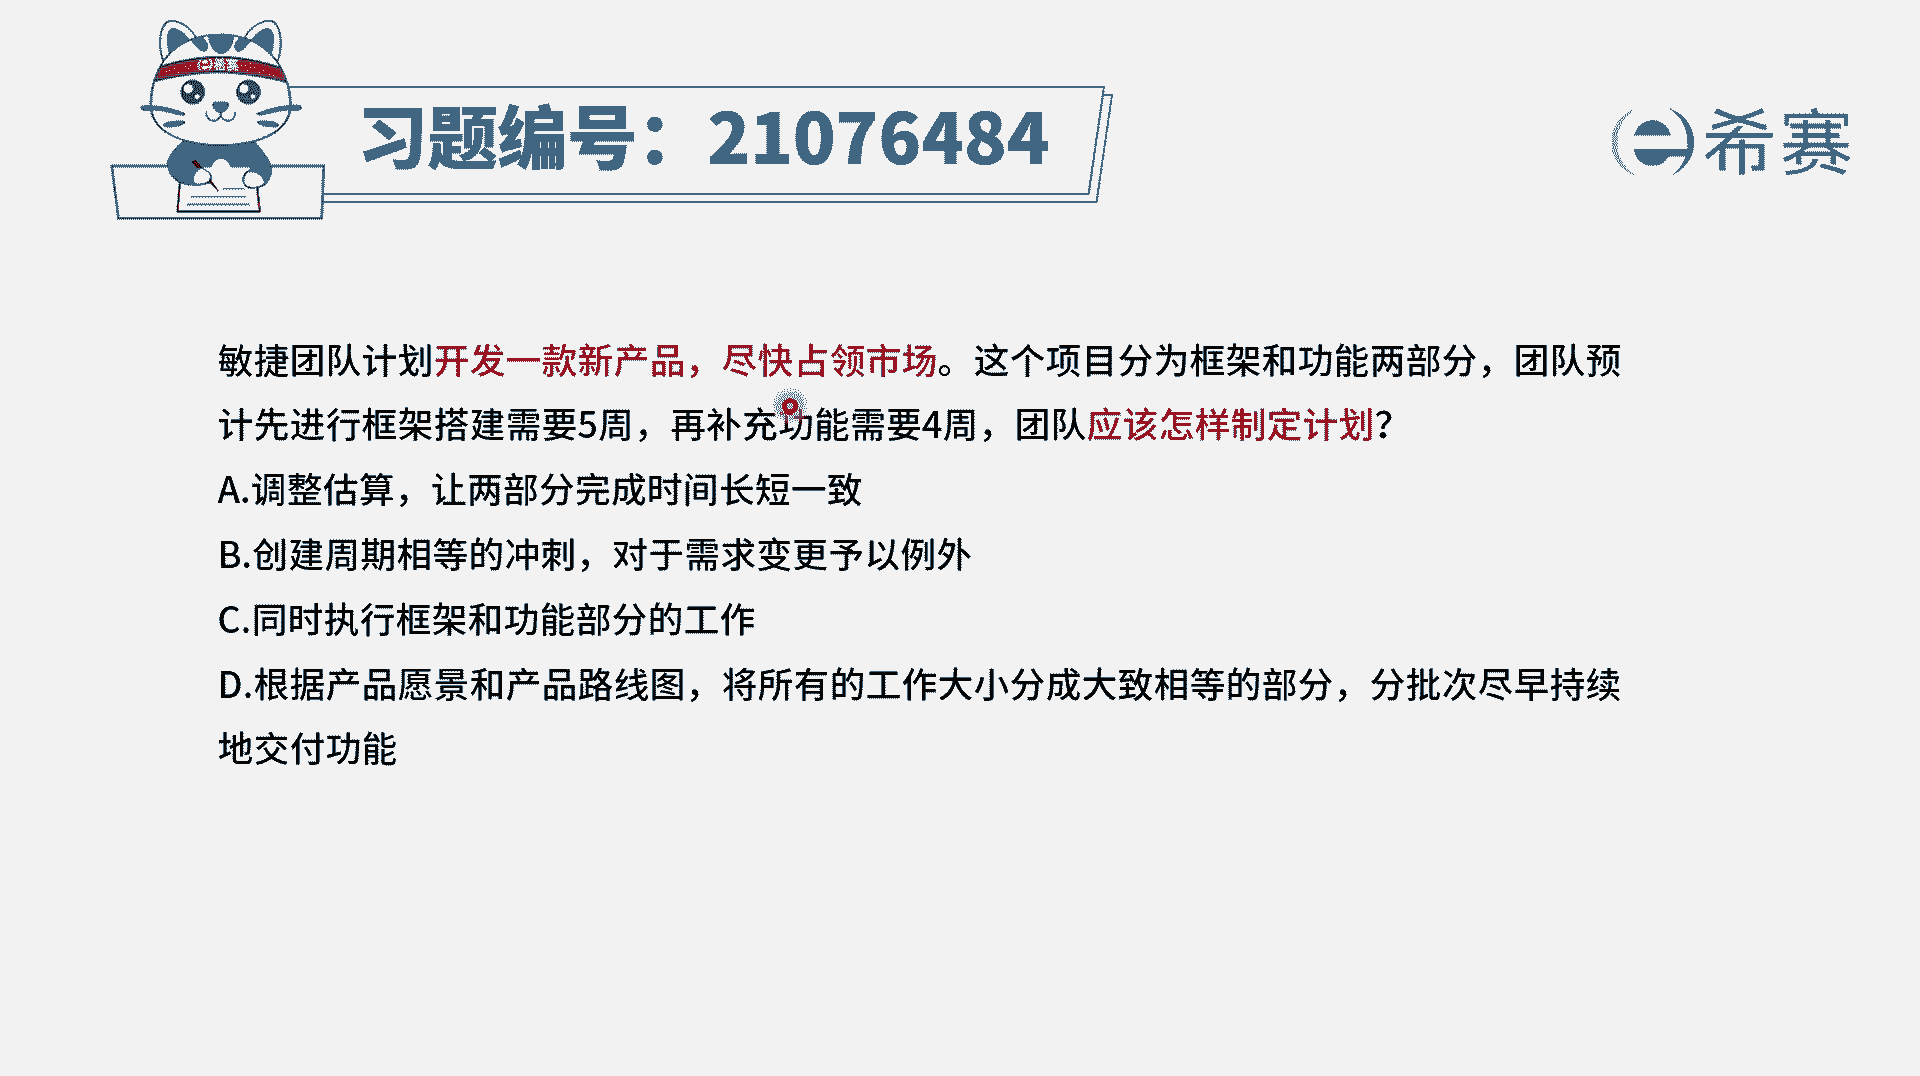 习题编号：21076484
希赛
敏捷团队计划开发一款新产品，尽快占领市场。这个项目分为框架和功能两部分，团队预
计先进行框架搭建需要5周，再补充功能需要4周，团队应该怎样制定计划？
A.调整估算，让两部分完成时间长短一致
B.创建周期相等的冲刺，对于需求变更予以例外
C.同时执行框架和功能部分的工作
D.根据产品愿景和产品路线图，将所有的工作大小分成大致相等的部分，分批次尽早持续
地交付功能